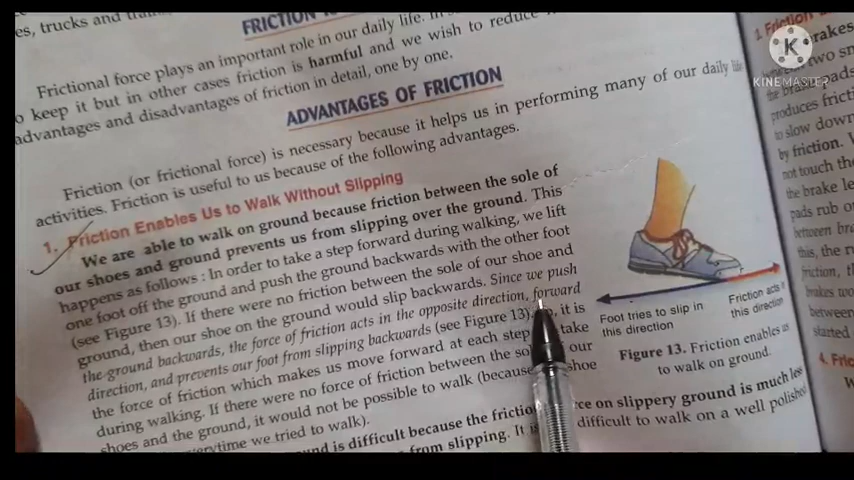 es, trucks and
FRICTION
Frictional force plays an important role in our daily life. In
o keep it but in other cases friction is harmful and we wish to reduce
advantages and disadvantages of friction in detail, one by one.
ADVANTAGES OF FRICTION
Friction (or frictional force) is necessary because it helps us in performing many of our daily
activities. Friction is useful to us because of the following advantages.
1. Friction Enables Us to Walk Without Slipping
We are able to walk on ground because friction between the sole of
our shoes and ground prevents us from slipping over the ground. This
happens as follows : In order to take a step forward during walking, we lift
one foot off the ground and push the ground backwards with the other foot
(see Figure 13). If there were no friction between the sole of our shoe and
ground, then our shoe on the ground would slip backwards. Since we push
the ground backwards, the force of friction acts in the opposite direction, forward
direction, and prevents our foot from slipping backwards (see Figure 13). it is
the force of friction which makes us move forward at each step take
during walking. If there were no force of friction between the our
shoes and the ground, it would not be possible to walk (because shoe
everytime we tried to walk).
is difficult because the friction on slippery ground is much less
from slipping. It difficult to walk on a well polished
Foot tries to slip in
this direction
Friction acts
this direction
Figure 13. Friction enables us
to walk on ground.
1. Friction
brakes
two
produces
to slow down
by friction.
not touch the
the brake
pads rub
between
this, the
friction,
brakes
between
started
4. Fric
K
KINEMASTER